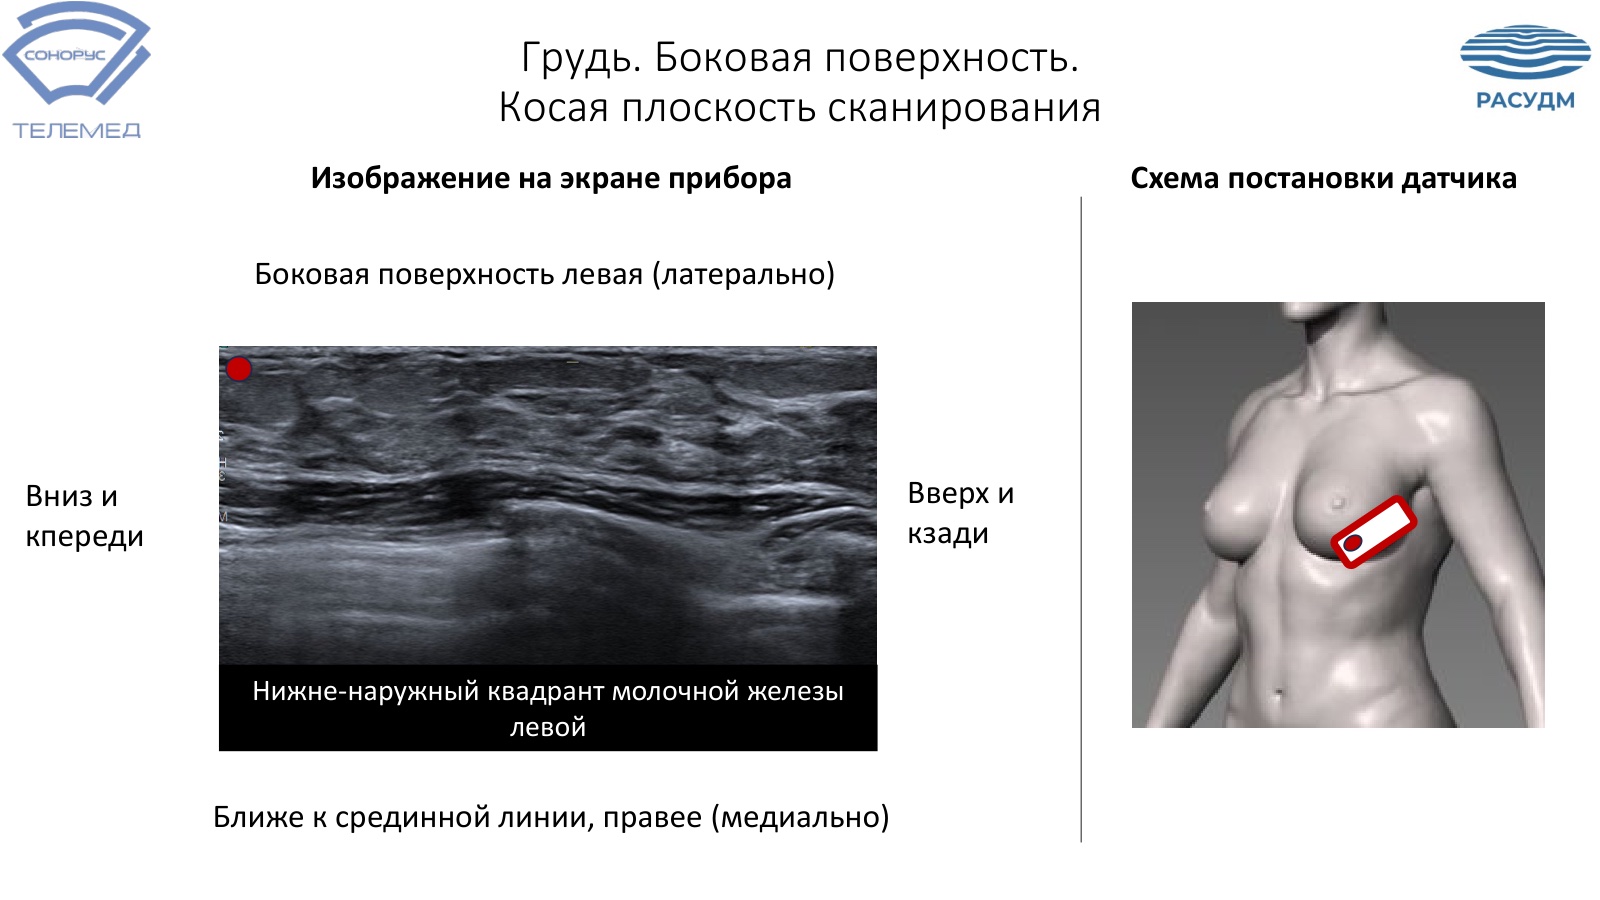 СОНОРУС
ТЕЛЕМЕД
Грудь. Боковая поверхность.
Косая плоскость сканирования
РАСУДМ
Изображение на экране прибора
Схема постановки датчика
Боковая поверхность левая (латерально)
Вниз и
кпереди
Вверх и
кзади
Нижне-наружный квадрант молочной железы
левой
Ближе к срединной линии, правее (медиально)